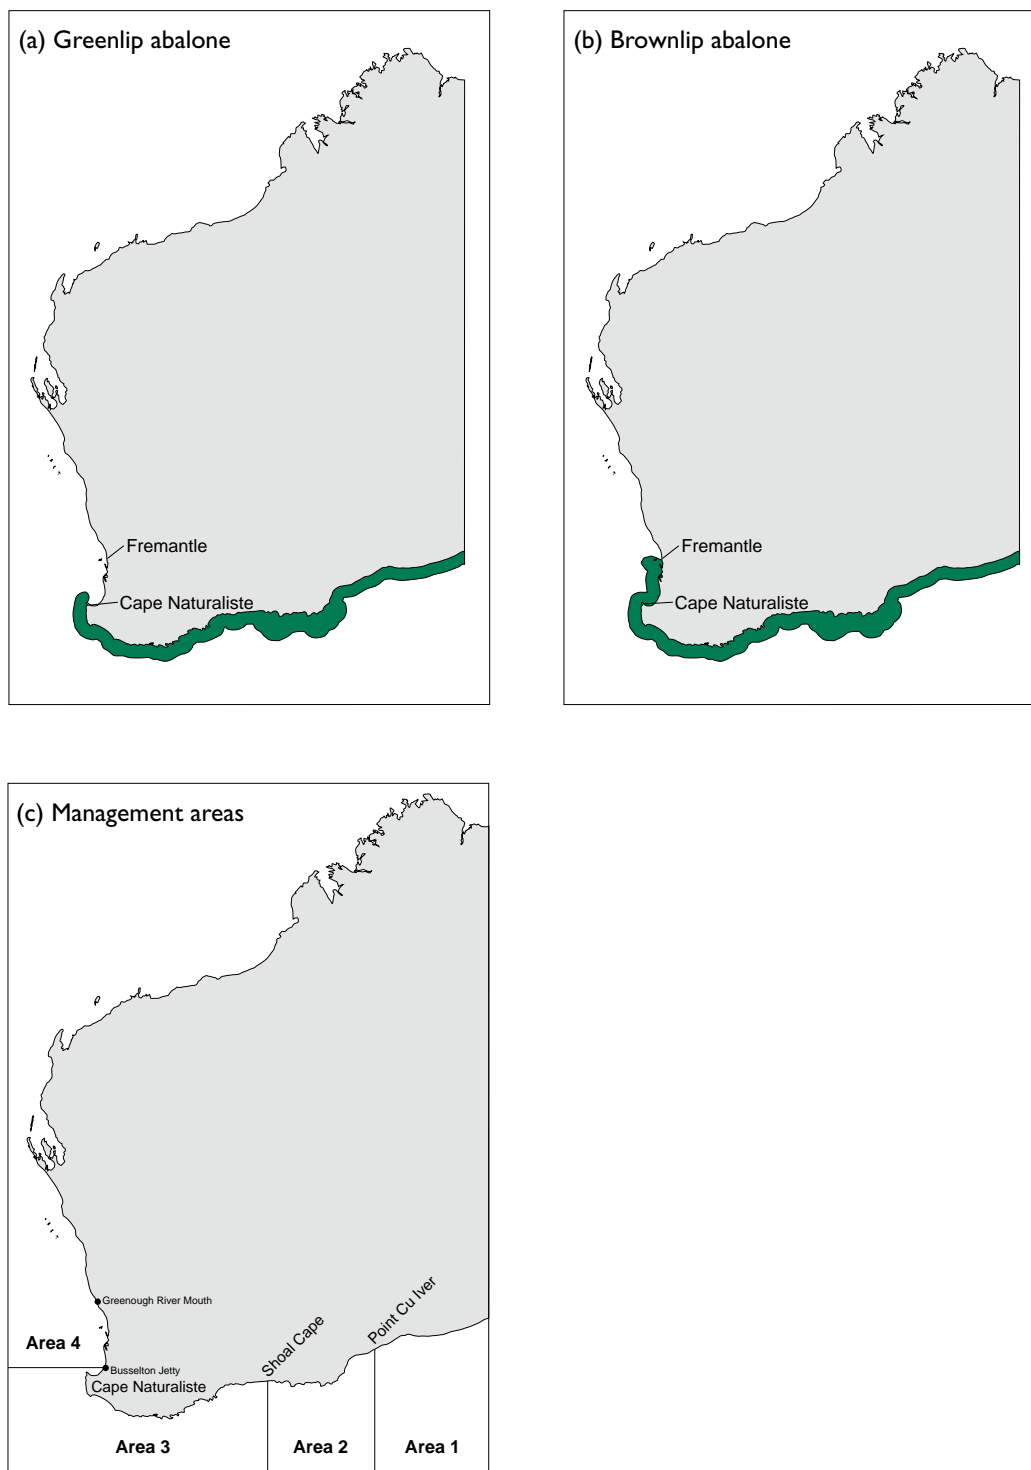 (a) Greenlip abalone
Fremantle
Cape Naturaliste
(b) Brownlip abalone
Fremantle
Cape Naturaliste
(c) Management areas
Greenough River Mouth
Point Cu Iver
Shoal Cape
Area 4
Busselton Jetty
Cape Naturaliste
Area 3
Area 2
Area 1